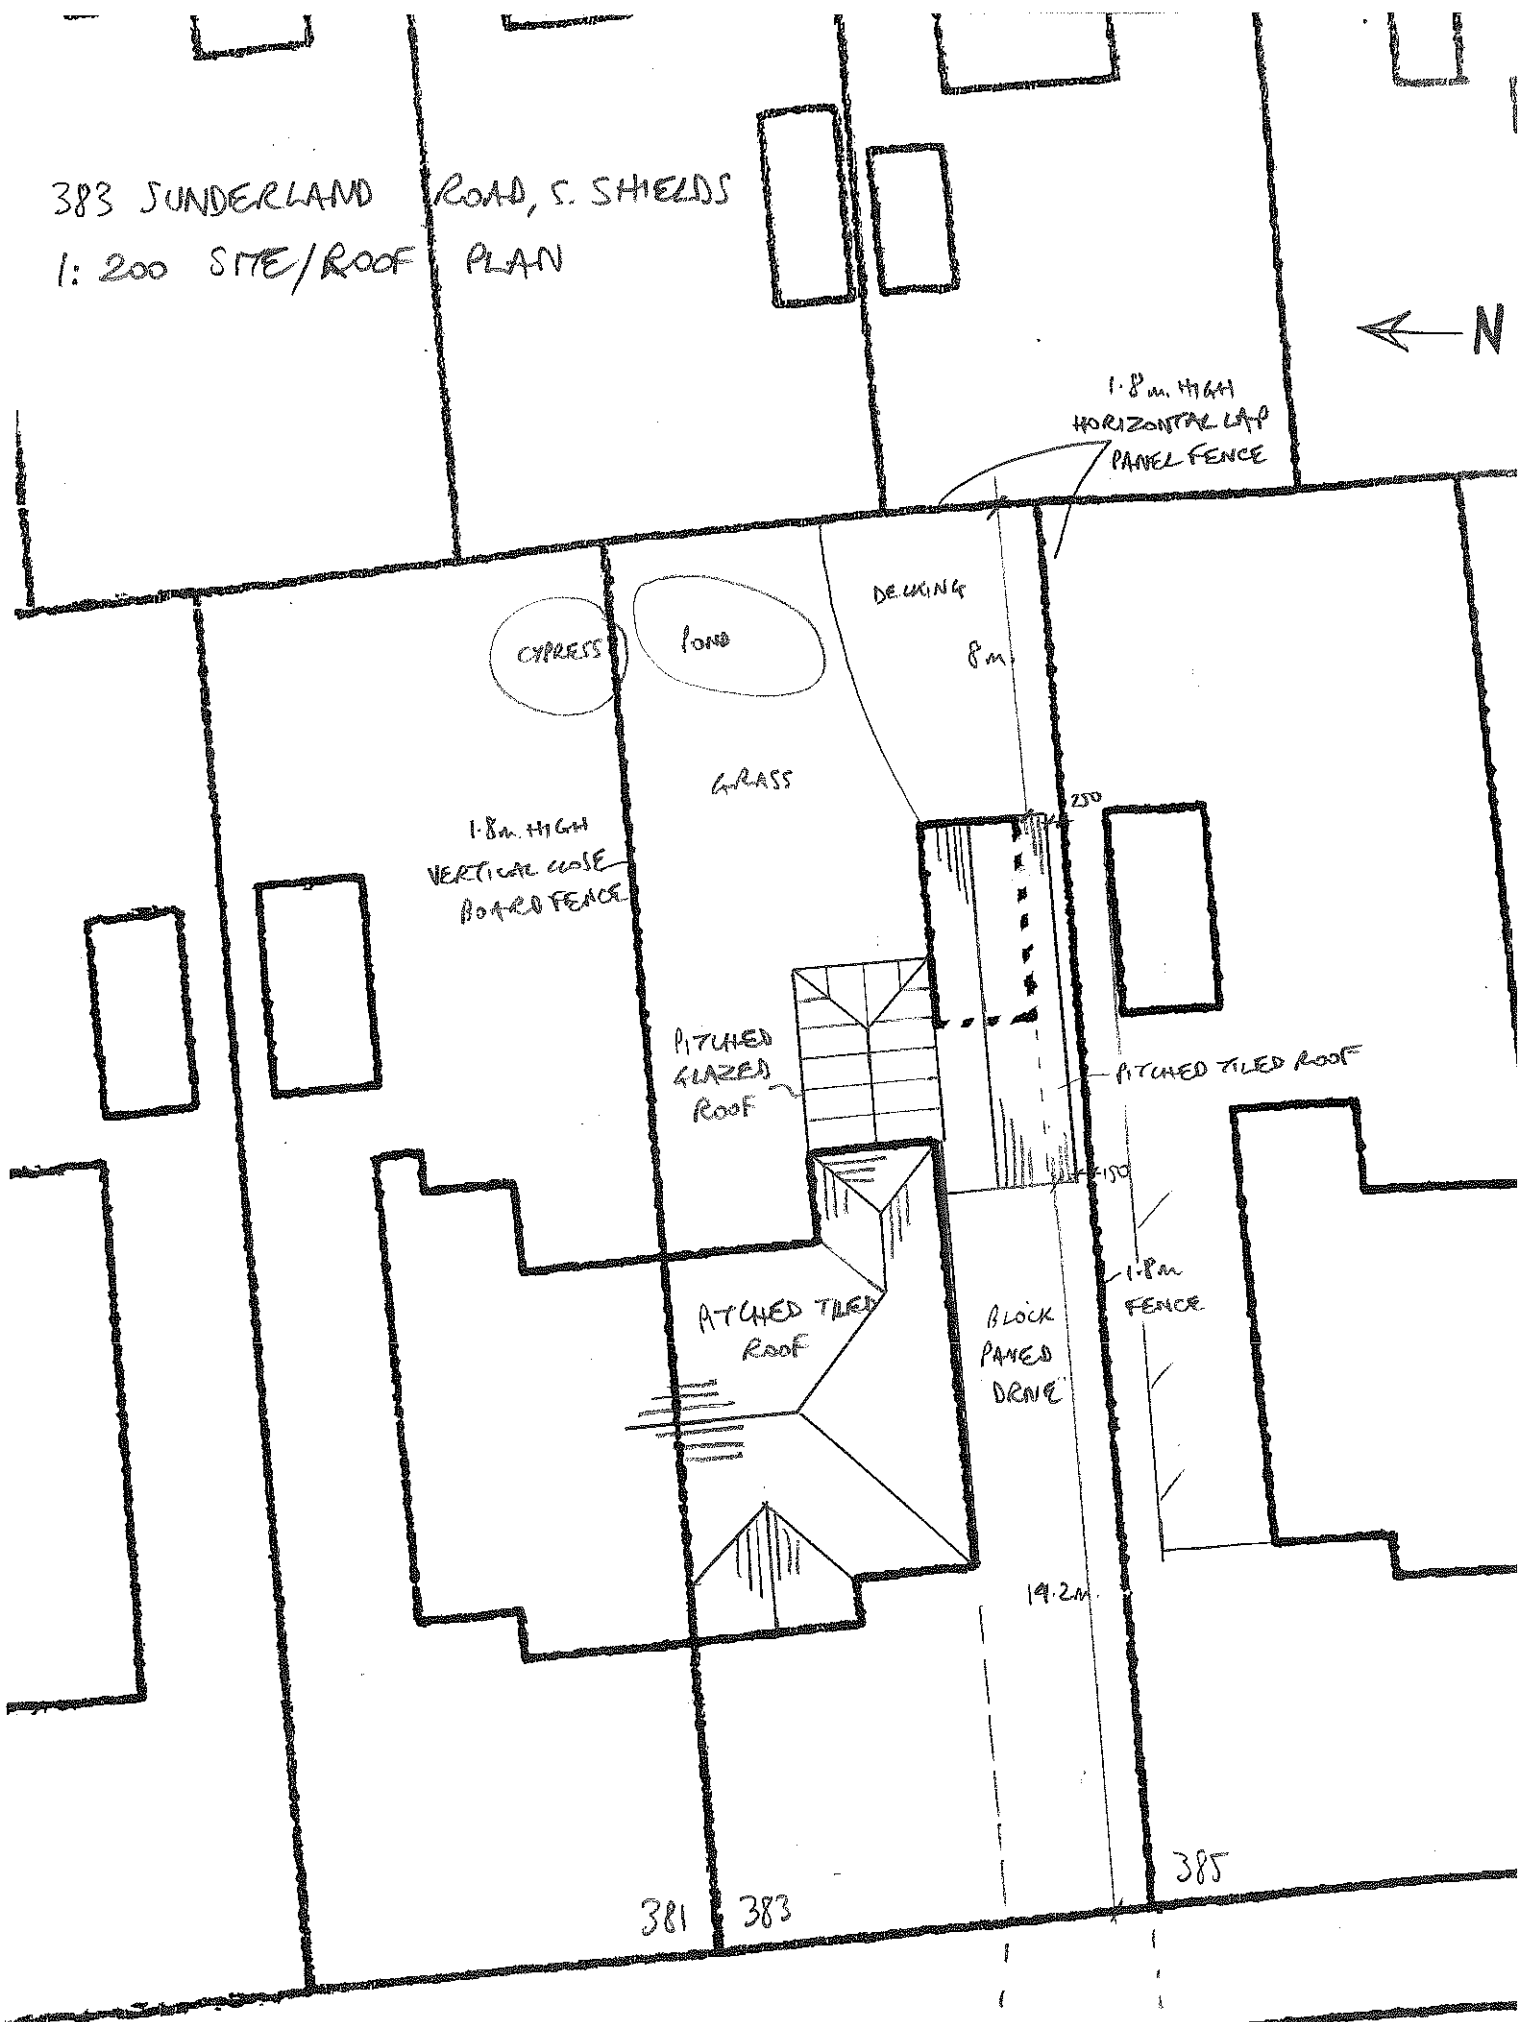 383 SUNDERLAND ROAD, S. SHIELDS
1:200 SITE/ROOF PLAN
N
1.8m. HIGH
HORIZONTAL LAP
PANEL FENCE
DECKING
CYPRESS
POND
8m.
GRASS
250
1.8m. HIGH
VERTICAL CLOSE
BOARD FENCE
PITCHED
GLAZED
ROOF
PITCHED TILED ROOF
150
1.8m
FENCE
PITCHED TILED
ROOF
BLOCK
PAVED
DRIVE
19.2m.
385
381
383